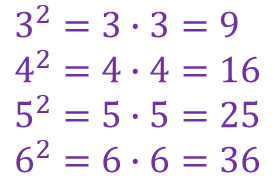 3² = 3 · 3 = 9
4² = 4 · 4 = 16
5² = 5 · 5 = 25
6² = 6 · 6 = 36